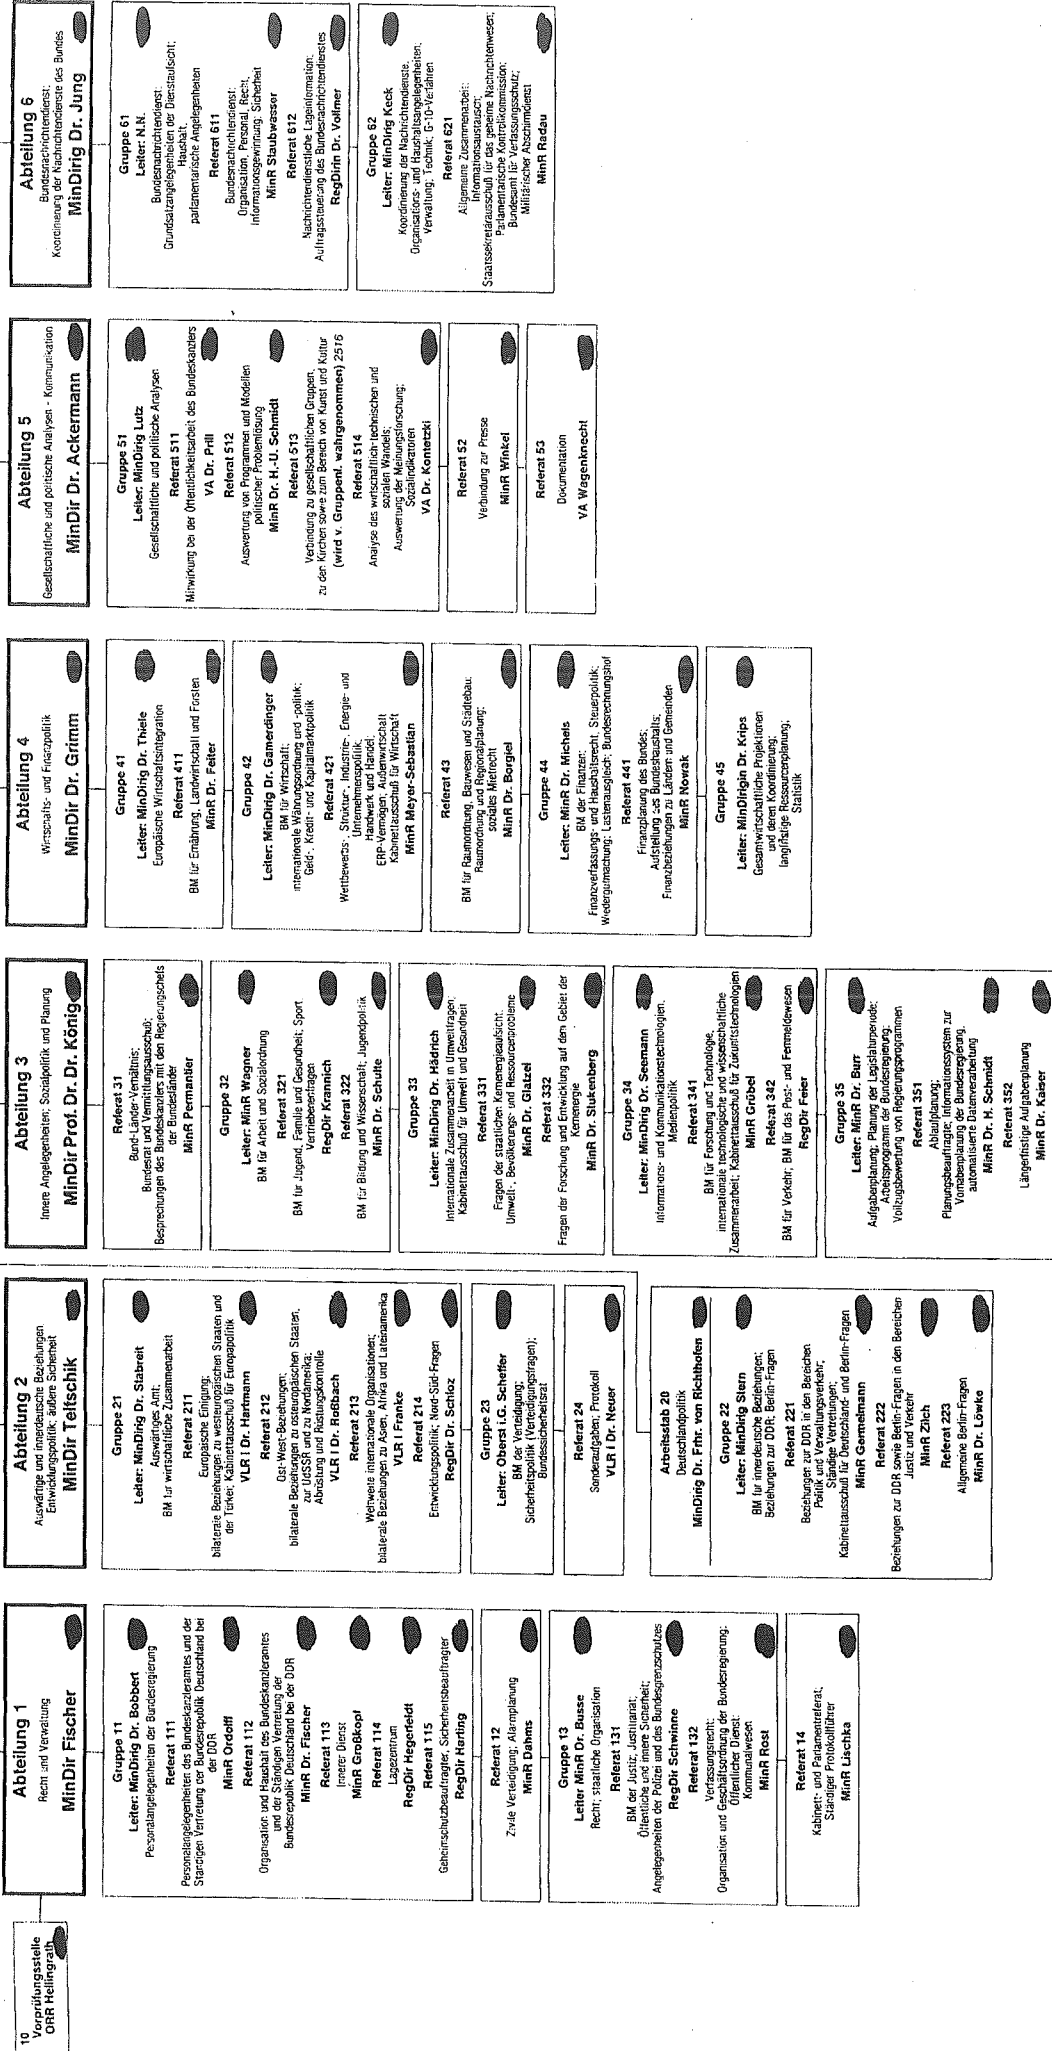 10
Vorprüfungsstelle
ORR Hellingrath
Abteilung 1
Recht und Verwaltung
MinDir Fischer
Gruppe 11
Leiter: MinDirig Dr. Bobbert
Personalangelegenheiten der Bundesregierung
Referat 111
Personalangelegenheiten des Bundeskanzleramtes und der
Ständigen Vertretung der Bundesrepublik Deutschland bei
der DDR
MinR Ordolff
Referat 112
Organisation und Haushalt des Bundeskanzleramtes
und der Ständigen Vertretung der
Bundesrepublik Deutschland bei der DDR
MinR Dr. Fischer
Referat 113
Innerer Dienst
MinR Großkopf
Referat 114
Lagezentrum
RegDir Hegerfeldt
Referat 115
Geheimschutzbeauftragter, Sicherheitsbeauftragter
RegDir Harting
Referat 12
Zivile Verteidigung; Alarmplanung
MinR Dahms
Gruppe 13
Leiter MinR Dr. Busse
Recht; staatliche Organisation
Referat 131
BM der Justiz; Justitiariat;
Öffentliche und innere Sicherheit;
Angelegenheiten der Polizei und des Bundesgrenzschutzes
RegDir Schwinne
Referat 132
Verfassungsrecht;
Organisation und Geschäftsordnung der Bundesregierung;
Öffentlicher Dienst;
Kommunalwesen
MinR Rost
Referat 14
Kabinett- und Parlamentreferat;
Ständiger Protokollführer
MinR Lischka
Abteilung 2
Auswärtige und innerdeutsche Beziehungen
Entwicklungspolitik; äußere Sicherheit
MinDir Teltschik
Gruppe 21
Leiter: MinDirig Dr. Stabreit
Auswärtiges Amt;
BM für wirtschaftliche Zusammenarbeit
Referat 211
Europäische Einigung;
bilaterale Beziehungen zu westeuropäischen Staaten und
der Türkei; Kabinettausschuß für Europapolitik
VLR I Dr. Hartmann
Referat 212
Ost-West-Beziehungen;
bilaterale Beziehungen zu osteuropäischen Staaten,
zur UdSSR und zu Nordamerika;
Abrüstung und Rüstungskontrolle
VLR I Dr. Roßbach
Referat 213
Weltweite internationale Organisationen;
bilaterale Beziehungen zu Asien, Afrika und Lateinamerika
VLR I Franke
Referat 214
Entwicklungspolitik; Nord-Süd-Fragen
RegDir Dr. Schloz
Gruppe 23
Leiter: Oberst i.G. Scheffer
BM der Verteidigung;
Sicherheitspolitik (Verteidigungsfragen);
Bundessicherheitsrat
Referat 24
Sonderaufgaben; Protokoll
VLR I Dr. Neuer
Arbeitsstab 20
Deutschlandpolitik
MinDirig Dr. Frhr. von Richthofen
Gruppe 22
Leiter: MinDirig Stern
BM für innerdeutsche Beziehungen;
Beziehungen zur DDR; Berlin-Fragen
Referat 221
Beziehungen zur DDR in den Bereichen
Politik und Verwaltungsverkehr;
Ständige Vertretungen;
Kabinettausschuß für Deutschland- und Berlin-Fragen
MinR Germelmann
Referat 222
Beziehungen zur DDR sowie Berlin-Fragen in den Bereichen
Justiz und Verkehr
MinR Zilch
Referat 223
Allgemeine Berlin-Fragen
MinR Dr. Löwke
Abteilung 3
Innere Angelegenheiten; Sozialpolitik und Planung
MinDir Prof. Dr. Dr. König
Referat 31
Bund-Länder-Verhältnis;
Bundesrat und Vermittlungsausschuß;
Besprechungen des Bundeskanzlers mit den Regierungschefs
der Bundesländer
MinR Permantier
Gruppe 32
Leiter: MinR Wagner
BM für Arbeit und Sozialordnung
Referat 321
BM für Jugend, Familie und Gesundheit; Sport
Vertriebenenfragen
RegDir Krannich
Referat 322
BM für Bildung und Wissenschaft; Jugendpolitik
MinR Dr. Schulte
Gruppe 33
Leiter: MinDirig Dr. Hädrich
Internationale Zusammenarbeit in Umweltfragen;
Kabinettausschuß für Umwelt und Gesundheit
Referat 331
Fragen der staatlichen Kernenergieaufsicht.
Umwelt-, Bevölkerungs- und Ressourcenprobleme
MinR Dr. Glatzel
Referat 332
Fragen der Forschung und Entwicklung auf dem Gebiet der
Kernenergie
MinR Dr. Stukenberg
Gruppe 34
Leiter: MinDirig Dr. Seemann
Informations- und Kommunikationstechnologien.
Medienpolitik
Referat 341
BM für Forschung und Technologie,
internationale technologische und wissenschaftliche
Zusammenarbeit; Kabinettausschuß für Zukunftstechnologien
MinR Grübel
Referat 342
BM für Verkehr; BM für das Post- und Fernmeldewesen
RegDir Feier
Gruppe 35
Leiter: MinR Dr. Burr
Aufgabenplanung; Planung der Legislaturperiode;
Arbeitsprogramm der Bundesregierung;
Vollzugsbewertung von Regierungsprogrammen
Referat 351
Ablaufplanung;
Planungsbeauftragte; Informationssystem zur
Vorhabenplanung der Bundesregierung,
automatisierte Datenverarbeitung
MinR Dr. H. Schmidt
Referat 352
Längerfristige Aufgabenplanung
MinR Dr. Kaiser
Abteilung 4
Wirtschafts- und Finanzpolitik
MinDir Dr. Grimm
Gruppe 41
Leiter: MinDirig Dr. Thiele
Europäische Wirtschaftsintegration
Referat 411
BM für Ernährung, Landwirtschaft und Forsten
MinR Dr. Feiter
Gruppe 42
Leiter: MinDirig Dr. Gamerdinger
BM für Wirtschaft;
internationale Währungsordnung und -politik;
Geld-, Kredit- und Kapitalmarktpolitik
Referat 421
Wettbewerbs-, Struktur-, Industrie-, Energie- und
Unternehmenspolitik;
Handwerk und Handel;
ERP-Vermögen; Außenwirtschaft
Kabinettausschuß für Wirtschaft
MinR Meyer-Sebastian
Referat 43
BM für Raumordnung, Bauwesen und Städtebau;
Raumordnung und Regionalplanung;
soziales Mietrecht
MinR Dr. Borgiel
Gruppe 44
Leiter: MinR Dr. Michels
BM der Finanzen;
Finanzverfassungs- und Haushaltsrecht, Steuerpolitik;
Wiedergutmachung; Lastenausgleich; Bundesrechnungshof
Referat 441
Finanzplanung des Bundes;
Aufstellung des Bundeshaushalts;
Finanzbeziehungen zu Ländern und Gemeinden
MinR Nowak
Gruppe 45
Leiter: MinDirigin Dr. Krips
Gesamtwirtschaftliche Projektionen
und deren Koordinierung;
langfristige Ressourcenplanung;
Statistik
Abteilung 5
Gesellschaftliche und politische Analysen - Kommunikation
MinDir Dr. Ackermann
Gruppe 51
Leiter: MinDirig Lutz
Gesellschaftliche und politische Analysen
Referat 511
Mitwirkung bei der Öffentlichkeitsarbeit des Bundeskanzlers
VA Dr. Prill
Referat 512
Auswertung von Programmen und Modellen
politischer Problemlösung
MinR Dr. H.-U. Schmidt
Referat 513
Verbindung zu gesellschaftlichen Gruppen,
zu den Kirchen sowie zum Bereich von Kunst und Kultur
(wird v. Gruppenl. wahrgenommen) 2516
Referat 514
Analyse des wirtschaftlich-technischen und
sozialen Wandels;
Auswertung der Meinungsforschung;
Sozialindikatoren
VA Dr. Kontetzki
Referat 52
Verbindung zur Presse
MinR Winkel
Referat 53
Dokumentation
VA Wagenknecht
Abteilung 6
Bundesnachrichtendienst;
Koordinierung der Nachrichtendienste des Bundes
MinDirig Dr. Jung
Gruppe 61
Leiter: N.N.
Bundesnachrichtendienst;
Grundsatzangelegenheiten der Dienstaufsicht;
Haushalt,
parlamentarische Angelegenheiten
Referat 611
Bundesnachrichtendienst:
Organisation, Personal, Recht,
Informationsgewinnung; Sicherheit
MinR Staubwasser
Referat 612
Nachrichtendienstliche Lageinformation;
Auftragssteuerung des Bundesnachrichtendienstes
RegDirin Dr. Vollmer
Gruppe 62
Leiter: MinDirig Keck
Koordinierung der Nachrichtendienste,
Organisations- und Haushaltsangelegenheiten;
Verwaltung; Technik; G-10-Verfahren
Referat 621
Allgemeine Zusammenarbeit;
Informationsaustausch;
Staatssekretärausschuß für das geheime Nachrichtenwesen;
Parlamentarische Kontrollkommission;
Bundesamt für Verfassungsschutz;
Militärischer Abschirmdienst
MinR Radau